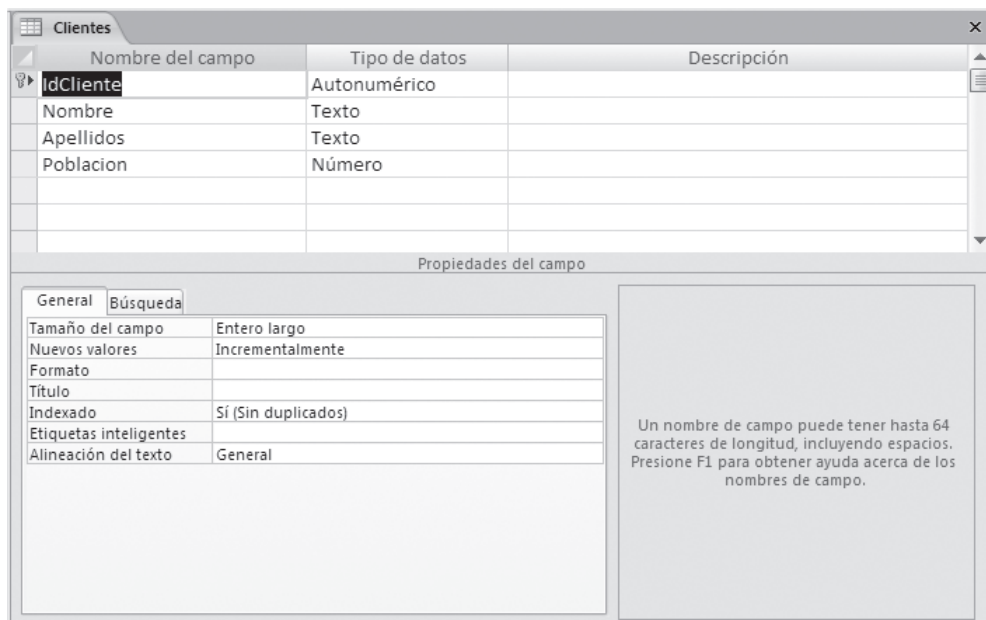 Clientes
Nombre del campo Tipo de datos Descripción
IdCliente Autonumérico
Nombre Texto
Apellidos Texto
Poblacion Número
Propiedades del campo
General Búsqueda
Tamaño del campo Entero largo
Nuevos valores Incrementalmente
Formato
Título
Indexado Sí (Sin duplicados)
Etiquetas inteligentes
Alineación del texto General
Un nombre de campo puede tener hasta 64
caracteres de longitud, incluyendo espacios.
Presione F1 para obtener ayuda acerca de los
nombres de campo.